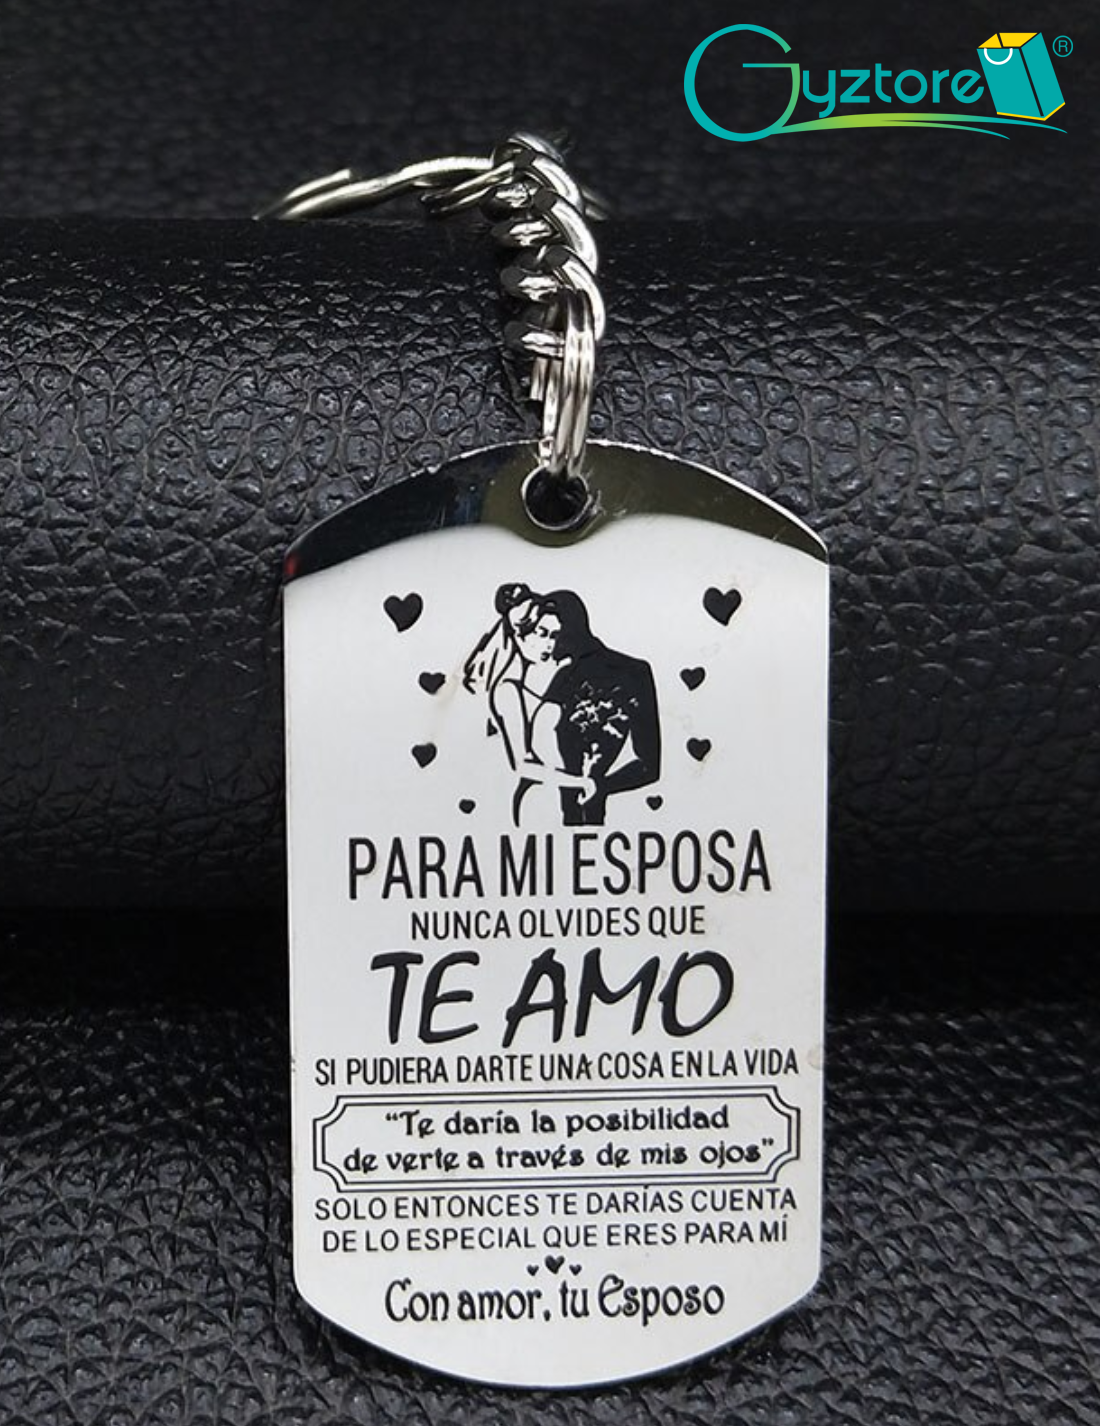 Gyztore®
PARA MI ESPOSA
NUNCA OLVIDES QUE
TE AMO
SI PUDIERA DARTE UNA COSA EN LA VIDA
“Te daría la posibilidad
de verte a través de mis ojos”
SOLO ENTONCES TE DARÍAS CUENTA
DE LO ESPECIAL QUE ERES PARA MÍ
Con amor, tu Esposo